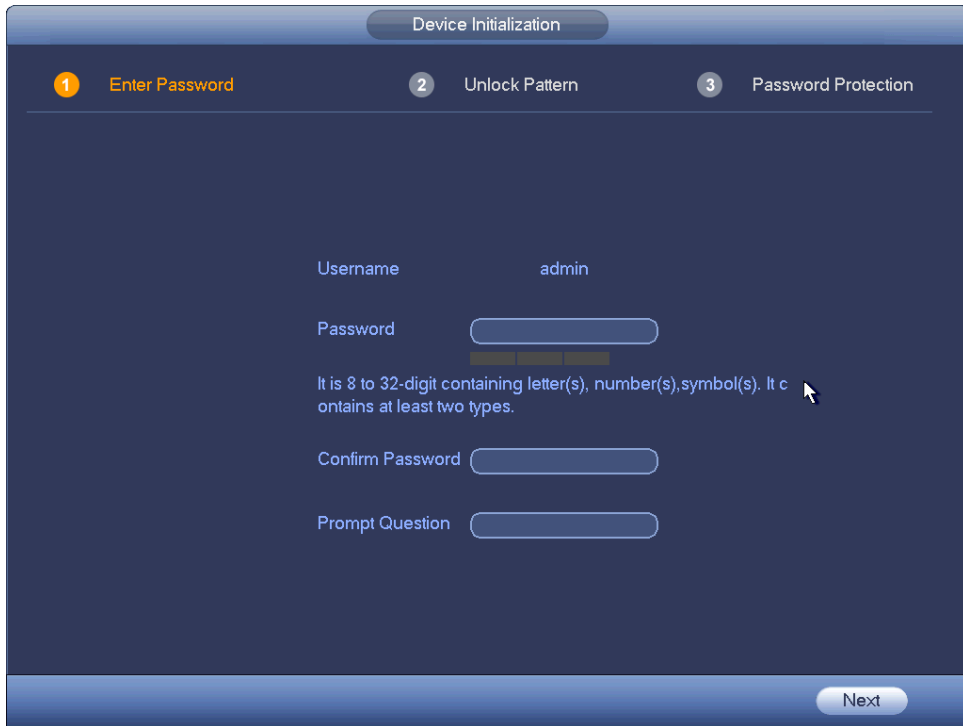 Device Initialization
1 Enter Password 2 Unlock Pattern 3 Password Protection
Username admin
Password
It is 8 to 32-digit containing letter(s), number(s),symbol(s). It c
ontains at least two types.
Confirm Password
Prompt Question
Next